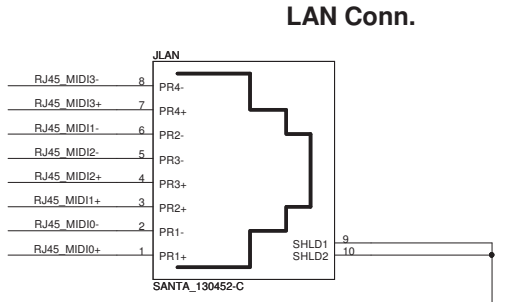 LAN Conn.
JLAN
RJ45_MIDI3- 8 PR4-
RJ45_MIDI3+ 7 PR4+
RJ45_MIDI1- 6 PR2-
RJ45_MIDI2- 5 PR3-
RJ45_MIDI2+ 4 PR3+
RJ45_MIDI1+ 3 PR2+
RJ45_MIDI0- 2 PR1-
SHLD1 9
RJ45_MIDI0+ 1 PR1+ SHLD2 10
SANTA_130452-C